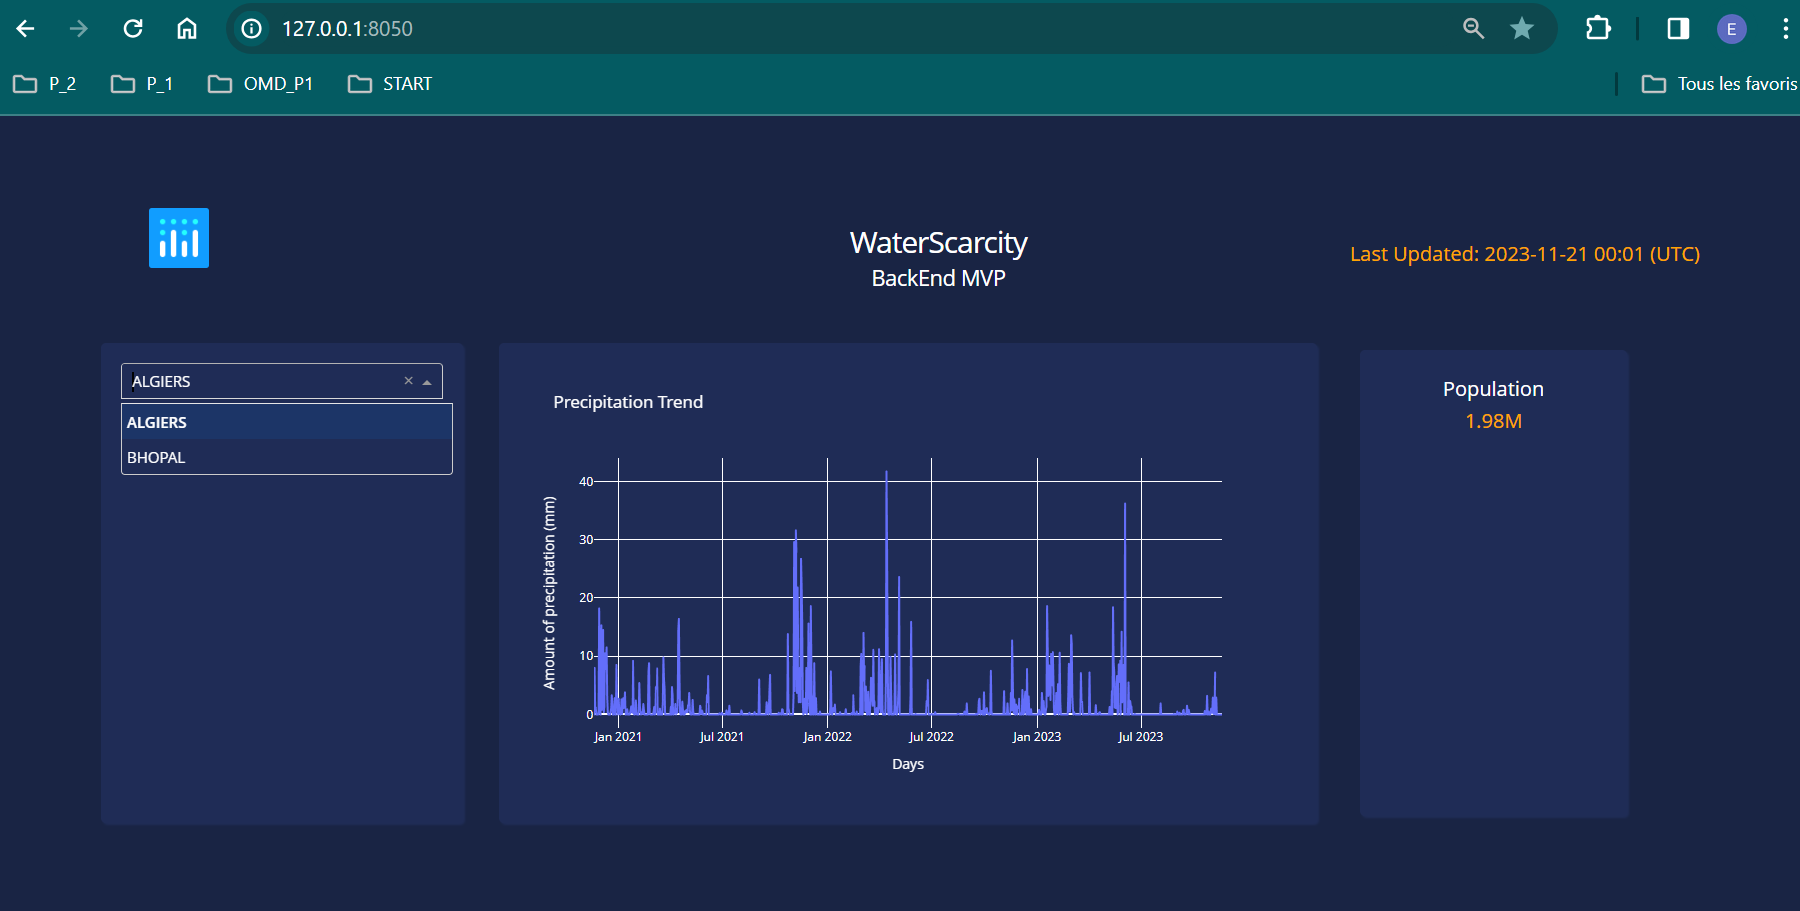 127.0.0.1:8050
E
P_2 P_1 OMD_P1 START Tous les favoris
WaterScarcity
BackEnd MVP
Last Updated: 2023-11-21 00:01 (UTC)
ALGIERS ×
ALGIERS
BHOPAL
Precipitation Trend
Amount of precipitation (mm)
40
30
20
10
0
Jan 2021 Jul 2021 Jan 2022 Jul 2022 Jan 2023 Jul 2023
Days
Population
1.98M